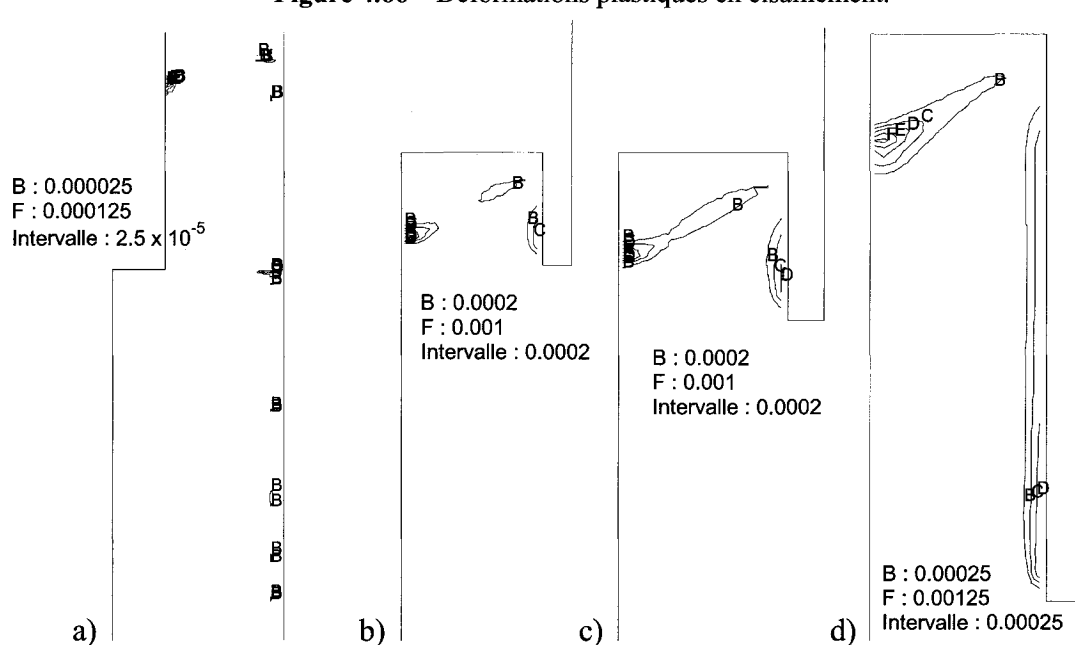 Figure 4.60 Déformations plastiques en cisaillement.
B
B
B
B : 0.000025
F : 0.000125
Intervalle : 2.5 x 10^-5
B
B
B
B
B
B
B
B
B
a)
B
B
C
B : 0.0002
F : 0.001
Intervalle : 0.0002
b)
B
B
C
D
B : 0.0002
F : 0.001
Intervalle : 0.0002
c)
B
C
D
E
F
B
C
D
B : 0.00025
F : 0.00125
Intervalle : 0.00025
d)